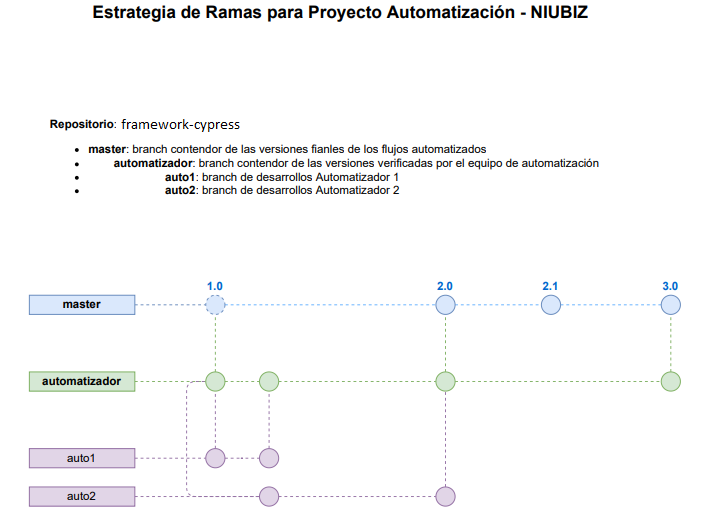 Estrategia de Ramas para Proyecto Automatización - NIUBIZ
Repositorio: framework-cypress
• master: branch contendor de las versiones fianles de los flujos automatizados
• automatizador: branch contendor de las versiones verificadas por el equipo de automatización
• auto1: branch de desarrollos Automatizador 1
• auto2: branch de desarrollos Automatizador 2
1.0 2.0 2.1 3.0
master
automatizador
auto1
auto2